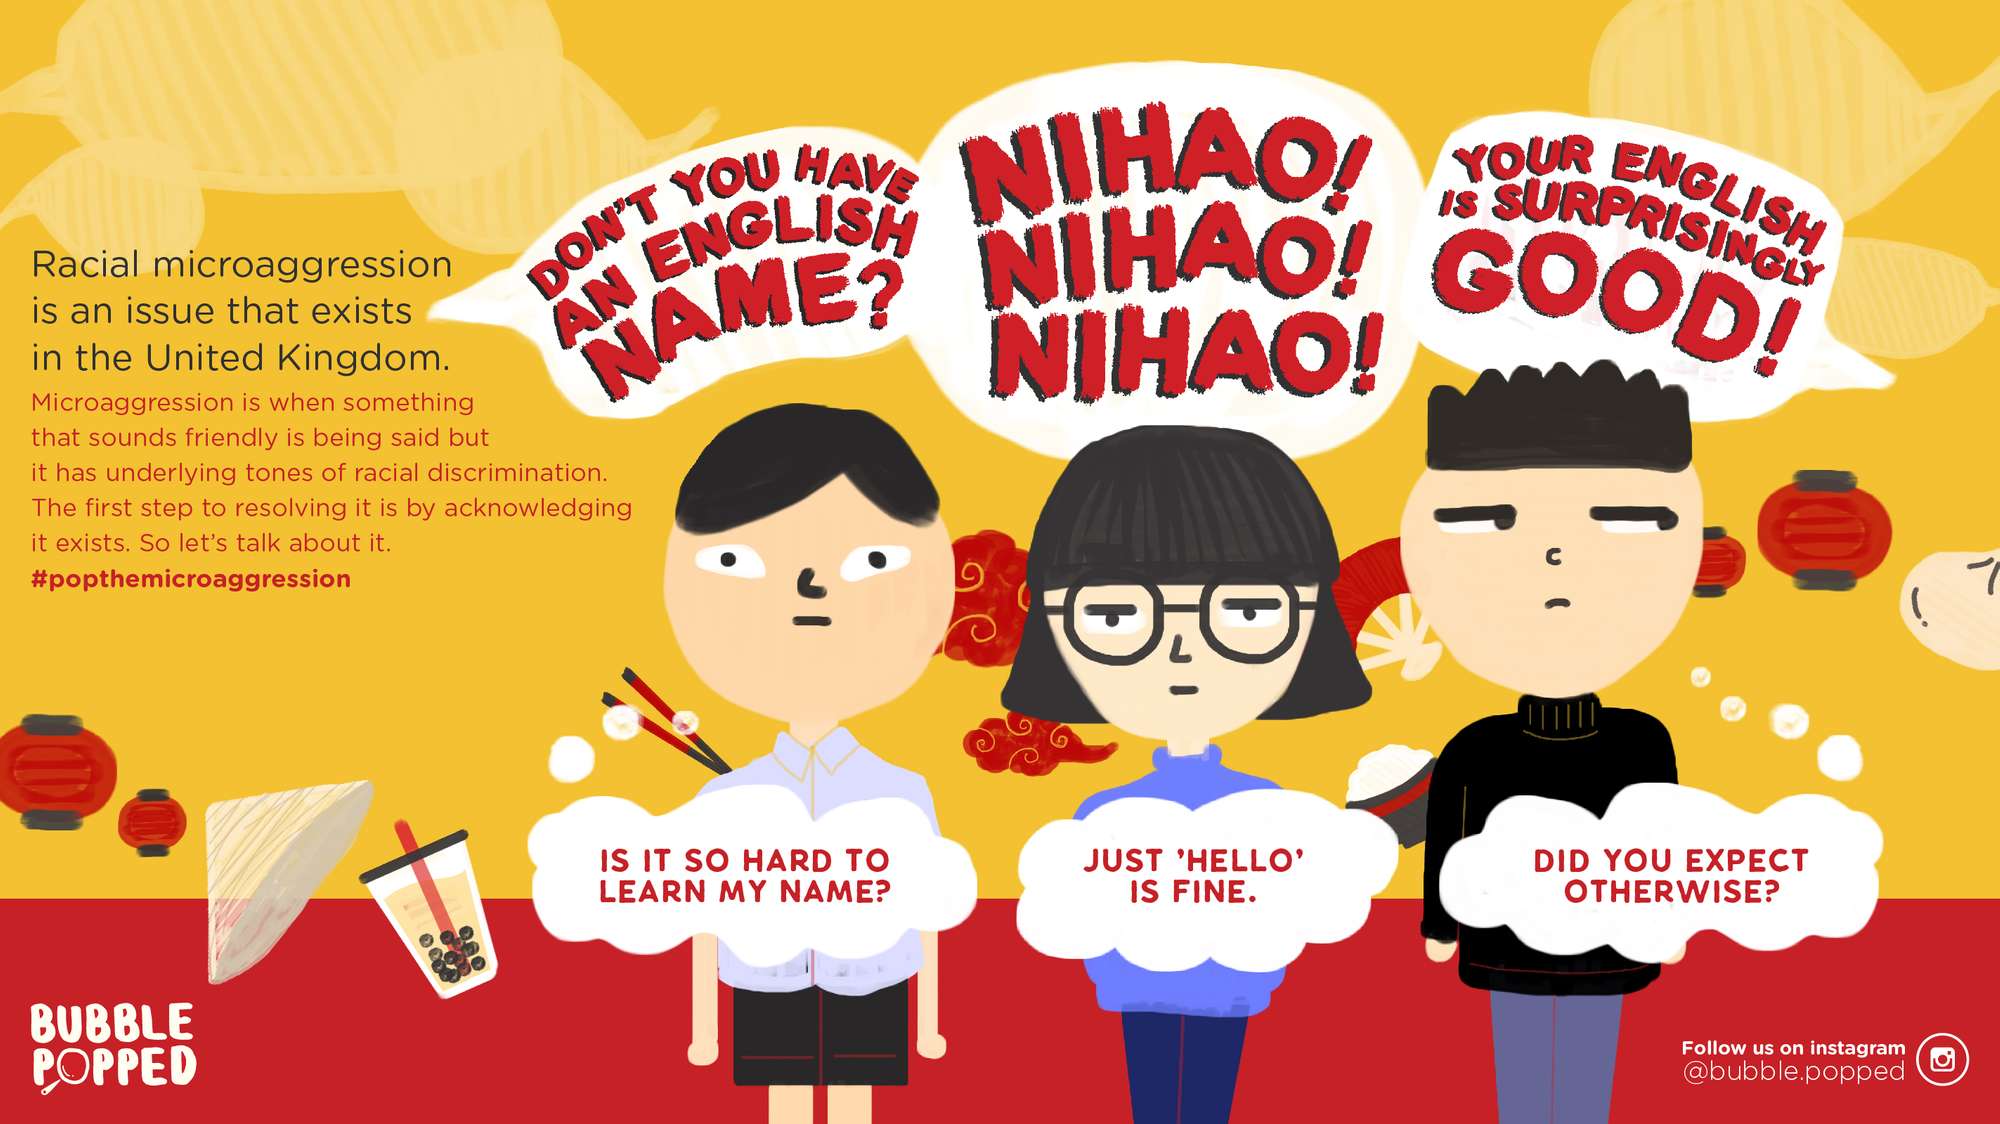 Racial microaggression
is an issue that exists
in the United Kingdom.
Microaggression is when something
that sounds friendly is being said but
it has underlying tones of racial discrimination.
The first step to resolving it is by acknowledging
it exists. So let's talk about it.
#popthemicroaggression
DON'T YOU HAVE
AN ENGLISH
NAME?
NIHAO!
NIHAO!
NIHAO!
YOUR ENGLISH
IS SURPRISINGLY
GOOD!
IS IT SO HARD TO
LEARN MY NAME?
JUST 'HELLO'
IS FINE.
DID YOU EXPECT
OTHERWISE?
BUBBLE
POPPED
Follow us on instagram
@bubble.popped